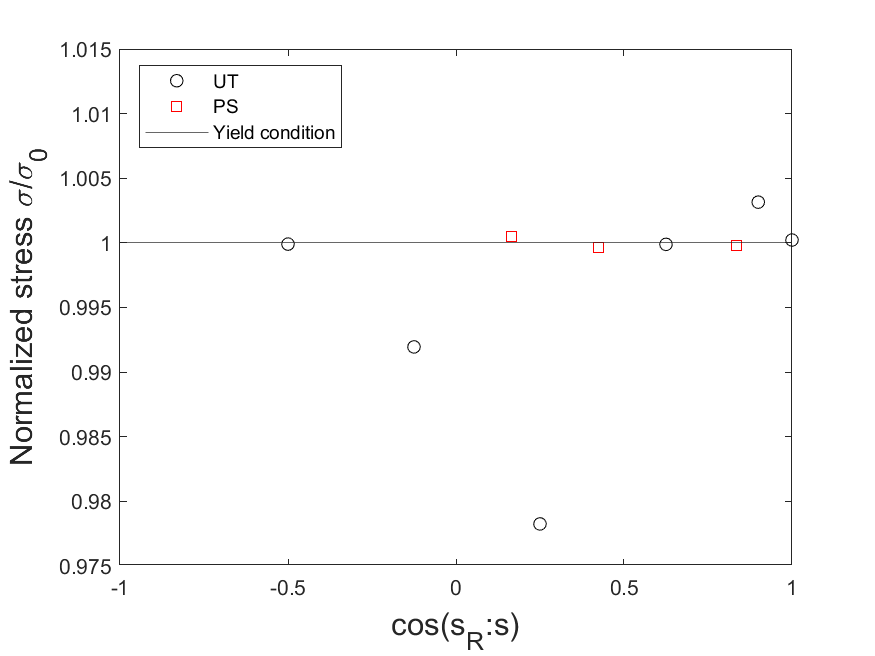 1.015
1.01
1.005
1
0.995
0.99
0.985
0.98
0.975
-1
-0.5
0
0.5
1
UT
PS
Yield condition
Normalized stress σ/σ0
cos(sR:s)